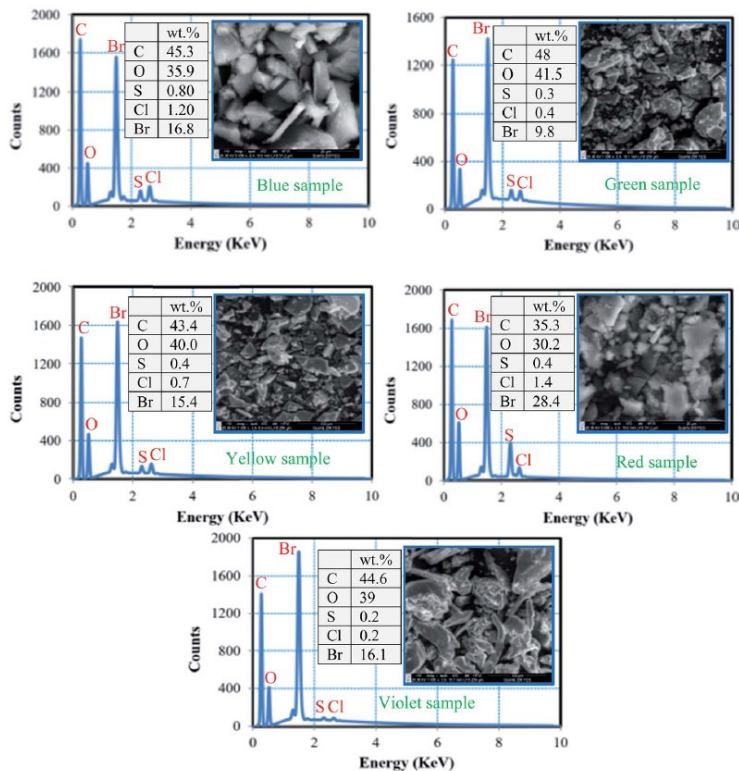 2000
1600
1200
800
400
0
0 2 4 6 8 10
Counts
Energy (KeV)
C
O
Br
S
Cl
wt.%
C 45.3
O 35.9
S 0.80
Cl 1.20
Br 16.8
Blue sample
1600
1200
800
400
0
0 2 4 6 8 10
Counts
Energy (KeV)
C
O
Br
S
Cl
wt.%
C 48
O 41.5
S 0.3
Cl 0.4
Br 9.8
Green sample
2000
1600
1200
800
400
0
0 2 4 6 8 10
Counts
Energy (KeV)
C
O
Br
S
Cl
wt.%
C 43.4
O 40.0
S 0.4
Cl 0.7
Br 15.4
Yellow sample
2000
1600
1200
800
400
0
0 2 4 6 8 10
Counts
Energy (KeV)
C
O
Br
S
Cl
wt.%
C 35.3
O 30.2
S 0.4
Cl 1.4
Br 28.4
Red sample
2000
1600
1200
800
400
0
0 2 4 6 8 10
Counts
Energy (KeV)
C
O
Br
S Cl
wt.%
C 44.6
O 39
S 0.2
Cl 0.2
Br 16.1
Violet sample